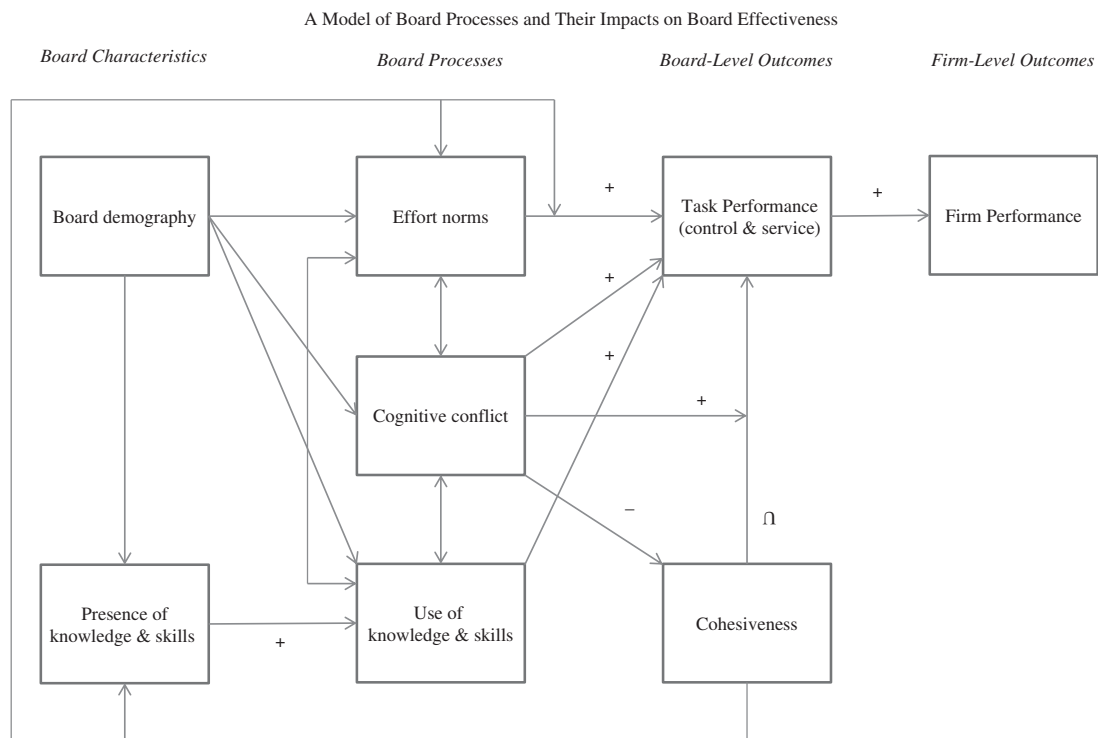 A Model of Board Processes and Their Impacts on Board Effectiveness
Board Characteristics
Board Processes
Board-Level Outcomes
Firm-Level Outcomes
Board demography
Effort norms
+
Task Performance
(control & service)
+
Firm Performance
+
+
Cognitive conflict
+
−
∩
Presence of
knowledge & skills
+
Use of
knowledge & skills
Cohesiveness